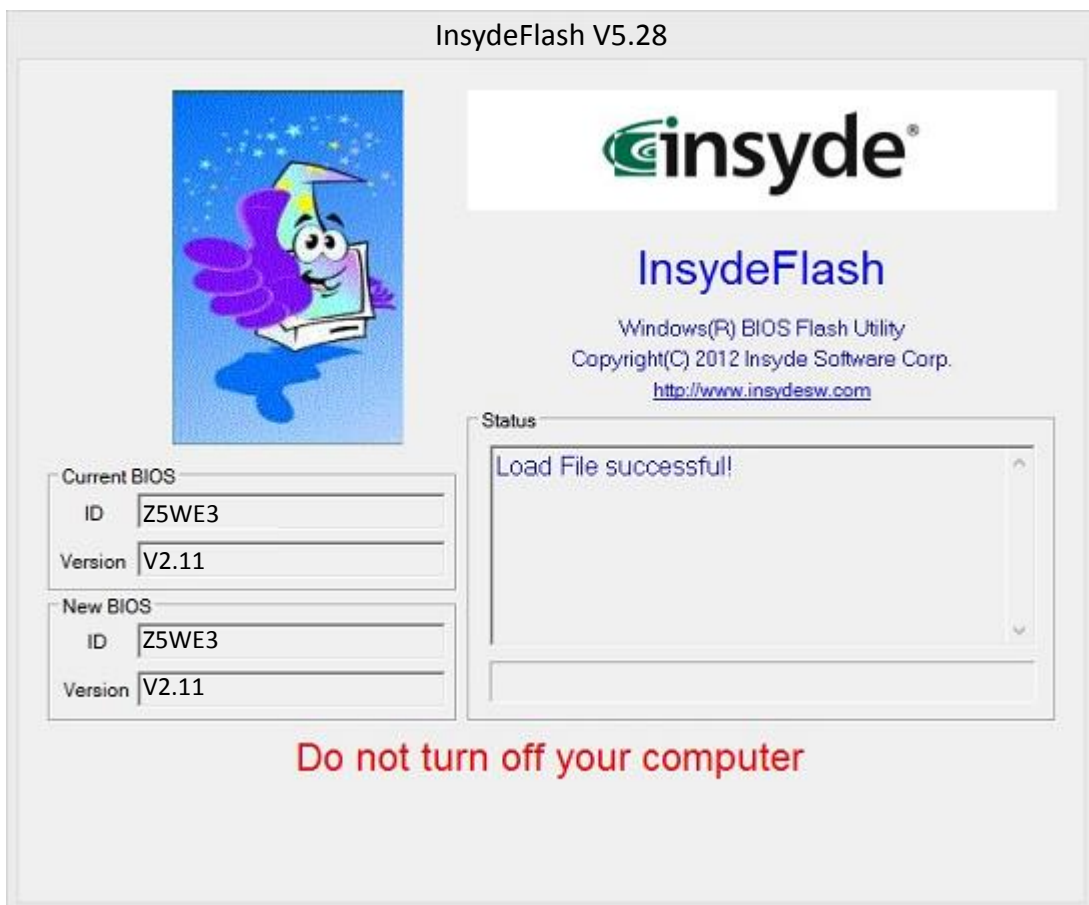 InsydeFlash V5.28
insyde®
InsydeFlash
Windows(R) BIOS Flash Utility
Copyright(C) 2012 Insyde Software Corp.
http://www.insydesw.com
Status
Load File successful!
Current BIOS
ID Z5WE3
Version V2.11
New BIOS
ID Z5WE3
Version V2.11
Do not turn off your computer